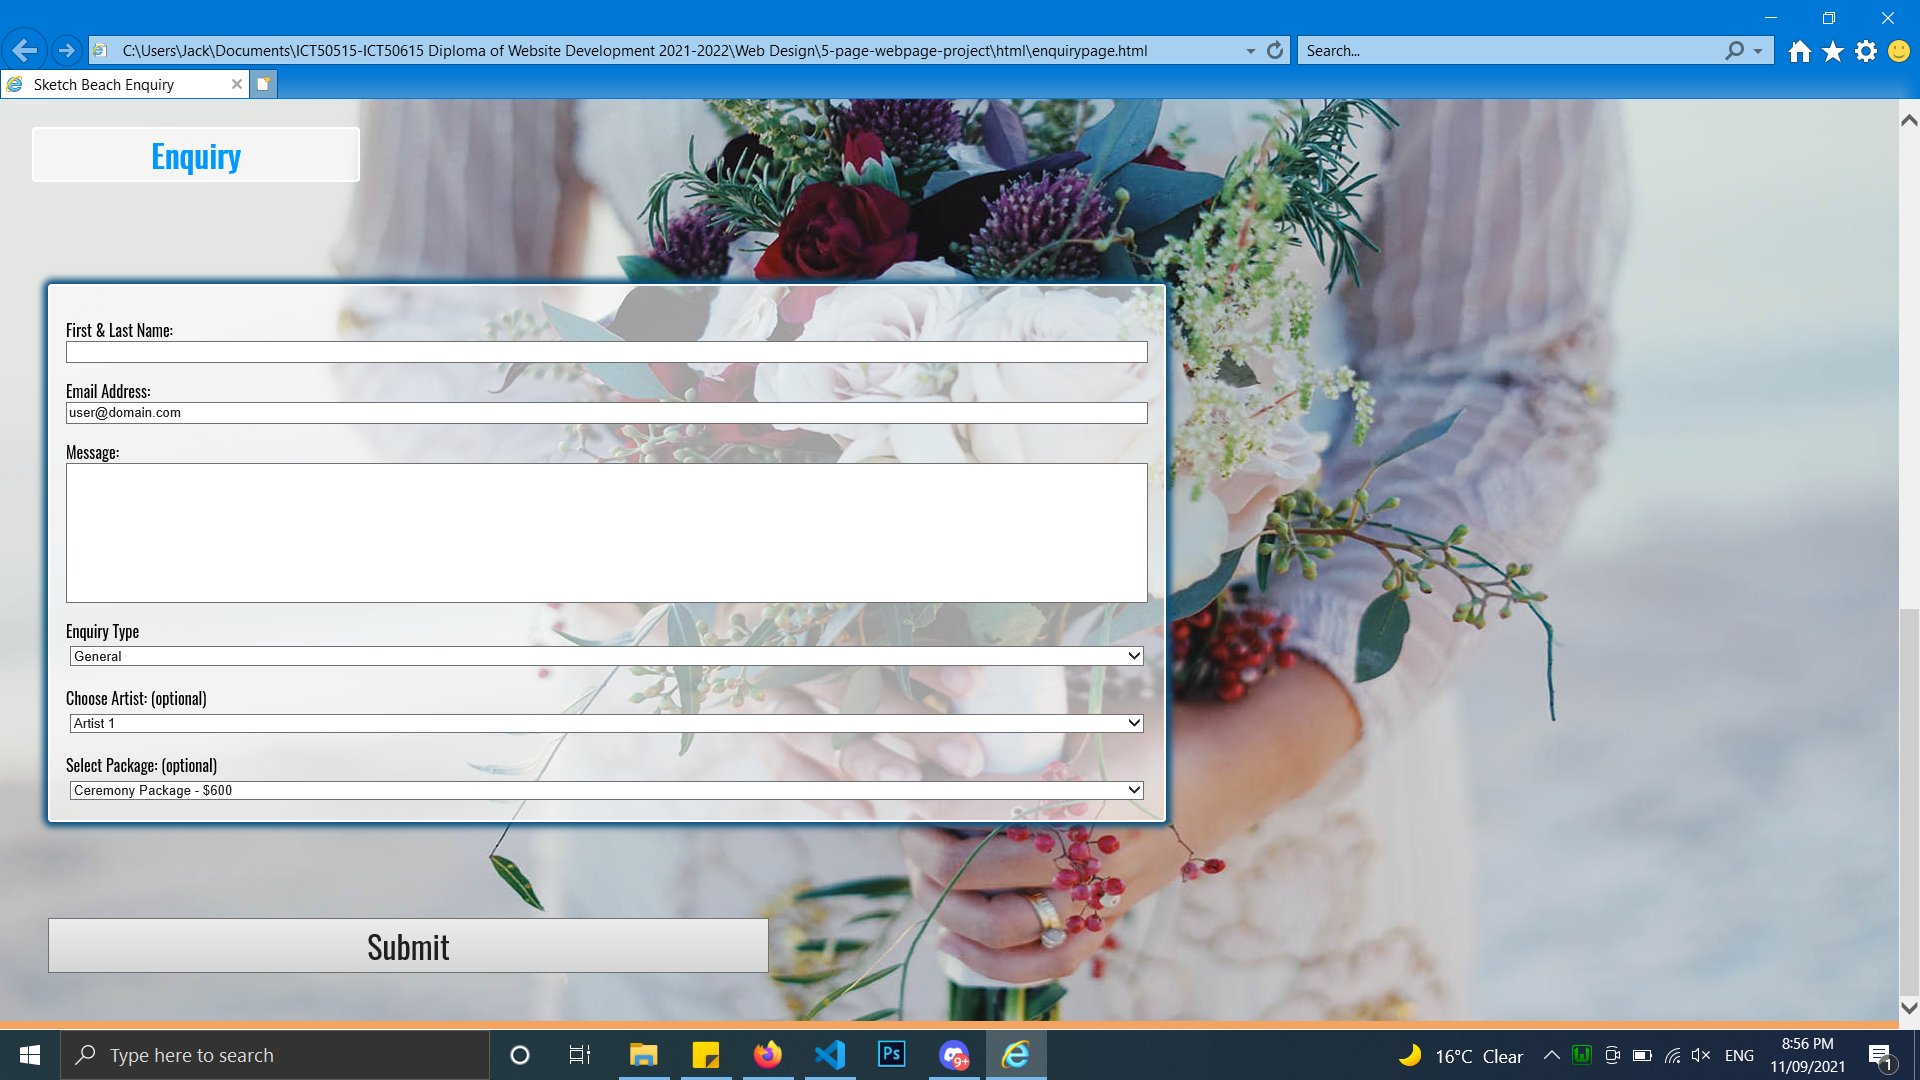 C:\Users\Jack\Documents\ICT50515-ICT50615 Diploma of Website Development 2021-2022\Web Design\5-page-webpage-project\html\enquirypage.html
Search...
Sketch Beach Enquiry
Enquiry
First & Last Name:
Email Address:
user@domain.com
Message:
Enquiry Type
General
Choose Artist: (optional)
Artist 1
Select Package: (optional)
Ceremony Package - $600
Submit
Type here to search
Ps
9+
16°C Clear
ENG
8:56 PM
11/09/2021
1